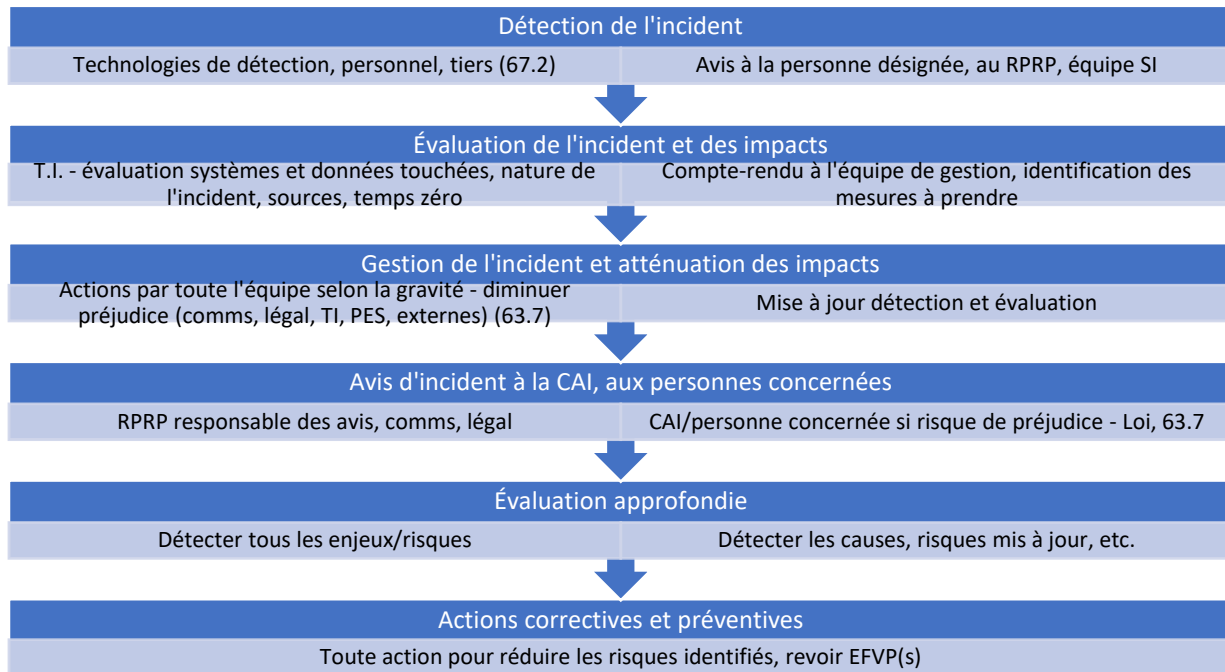 Détection de l'incident
Technologies de détection, personnel, tiers (67.2)
Avis à la personne désignée, au RPRP, équipe SI
Évaluation de l'incident et des impacts
T.I. - évaluation systèmes et données touchées, nature de
l'incident, sources, temps zéro
Compte-rendu à l'équipe de gestion, identification des
mesures à prendre
Gestion de l'incident et atténuation des impacts
Actions par toute l'équipe selon la gravité - diminuer
préjudice (comms, légal, TI, PES, externes) (63.7)
Mise à jour détection et évaluation
Avis d'incident à la CAI, aux personnes concernées
RPRP responsable des avis, comms, légal
CAI/personne concernée si risque de préjudice - Loi, 63.7
Évaluation approfondie
Détecter tous les enjeux/risques
Détecter les causes, risques mis à jour, etc.
Actions correctives et préventives
Toute action pour réduire les risques identifiés, revoir EFVP(s)